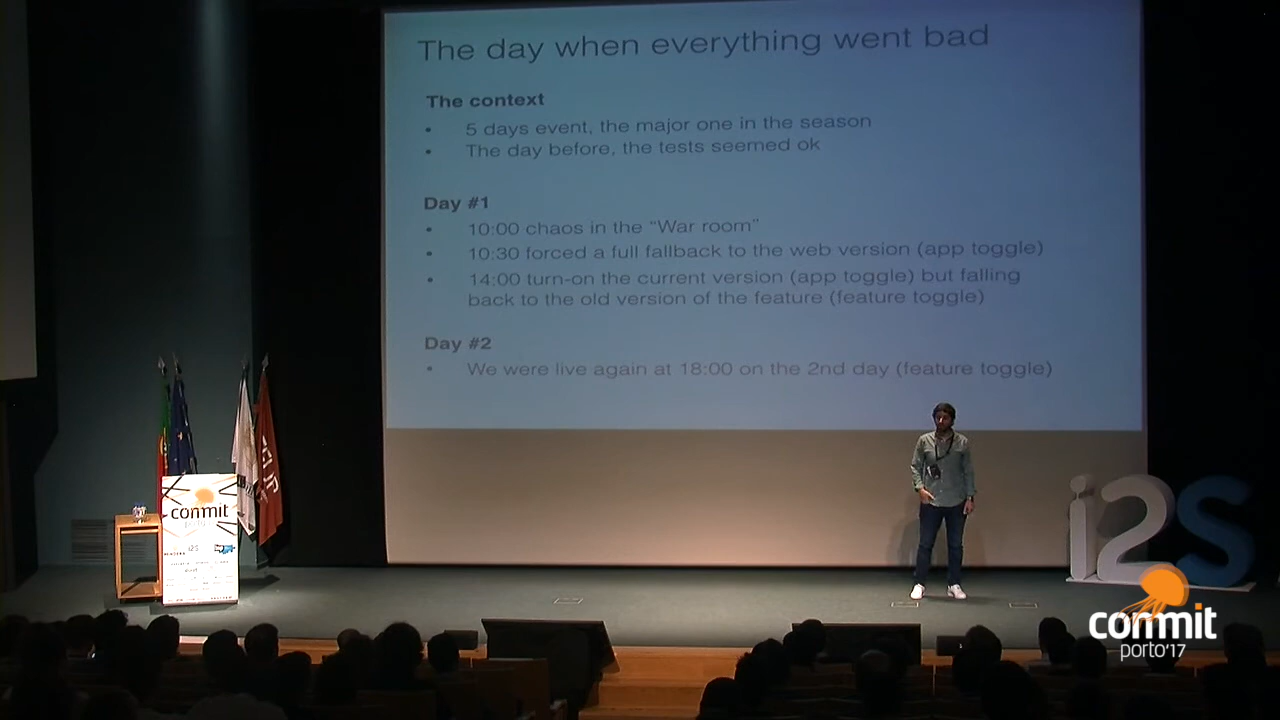 The day when everything went bad
The context
• 5 days event, the major one in the season
• The day before, the tests seemed ok
Day #1
• 10:00 chaos in the “War room”
• 10:30 forced a full fallback to the web version (app toggle)
• 14:00 turn-on the current version (app toggle) but falling
back to the old version of the feature (feature toggle)
Day #2
• We were live again at 18:00 on the 2nd day (feature toggle)
commit
porto
i2S
i2S
commit
porto'17